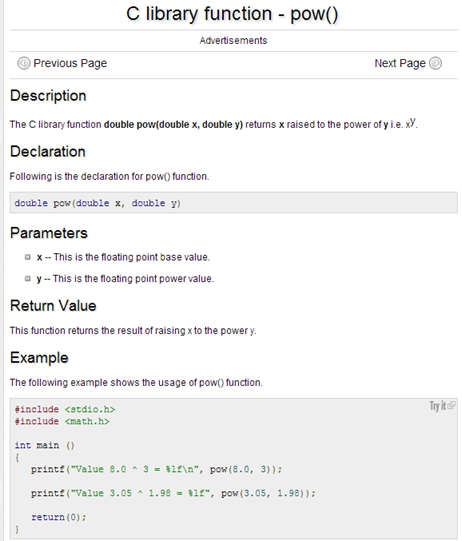 C library function - pow()
Advertisements
Previous Page Next Page
Description
The C library function double pow(double x, double y) returns x raised to the power of y i.e. xy.
Declaration
Following is the declaration for pow() function.
double pow(double x, double y)
Parameters
x -- This is the floating point base value.
y -- This is the floating point power value.
Return Value
This function returns the result of raising x to the power y.
Example
The following example shows the usage of pow() function.
Try it
#include <stdio.h>
#include <math.h>
int main ()
{
printf("Value 8.0 ^ 3 = %lf\n", pow(8.0, 3));
printf("Value 3.05 ^ 1.98 = %lf", pow(3.05, 1.98));
return(0);
}